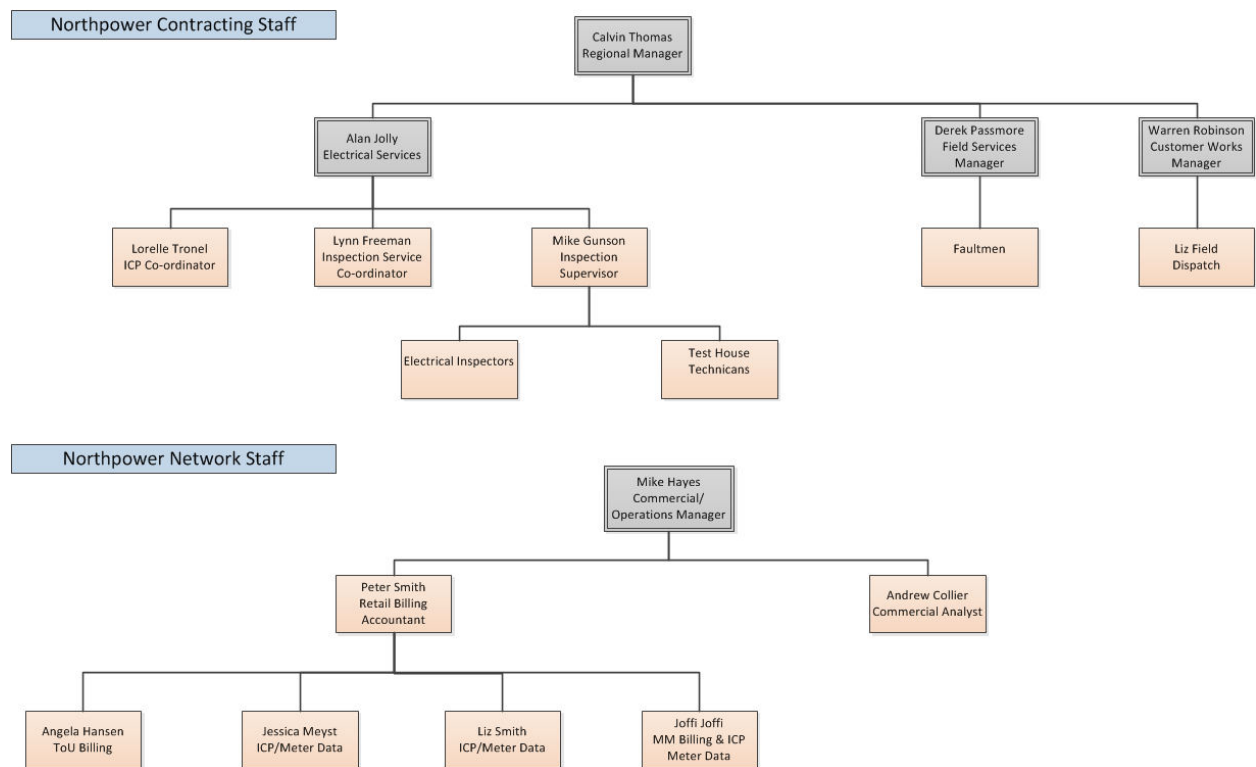 Northpower Contracting Staff
Calvin Thomas
Regional Manager
Alan Jolly
Electrical Services
Derek Passmore
Field Services
Manager
Warren Robinson
Customer Works
Manager
Lorelle Tronel
ICP Co-ordinator
Lynn Freeman
Inspection Service
Co-ordinator
Mike Gunson
Inspection
Supervisor
Faultmen
Liz Field
Dispatch
Electrical Inspectors
Test House
Technicans
Northpower Network Staff
Mike Hayes
Commercial/
Operations Manager
Peter Smith
Retail Billing
Accountant
Andrew Collier
Commercial Analyst
Angela Hansen
ToU Billing
Jessica Meyst
ICP/Meter Data
Liz Smith
ICP/Meter Data
Joffi Joffi
MM Billing & ICP
Meter Data